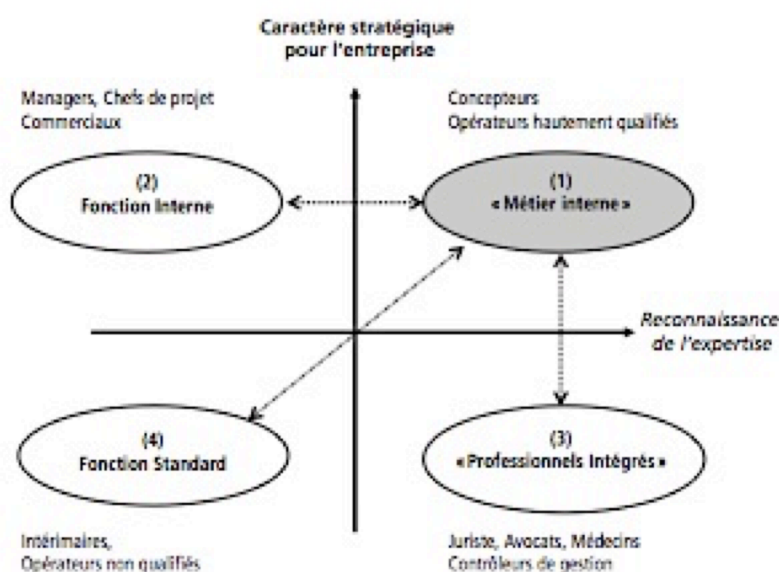 Caractère stratégique
pour l'entreprise
Managers, Chefs de projet
Commerciaux
Concepteurs
Opérateurs hautement qualifiés
(2)
Fonction Interne
(1)
«Métier interne»
Reconnaissance
de l'expertise
(4)
Fonction Standard
(3)
«Professionnels Intégrés»
Intérimaires,
Opérateurs non qualifiés
Juriste, Avocats, Médecins
Contrôleurs de gestion